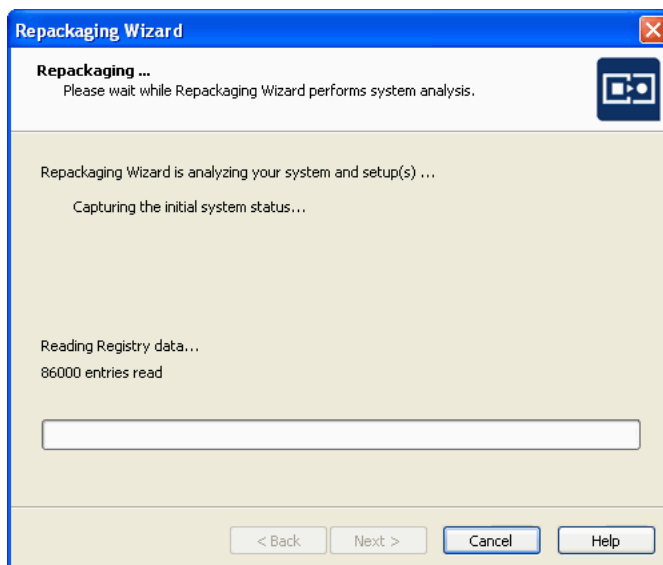 Repackaging Wizard
Repackaging ...
Please wait while Repackaging Wizard performs system analysis.
Repackaging Wizard is analyzing your system and setup(s) ...
Capturing the initial system status...
Reading Registry data...
86000 entries read
< Back Next > Cancel Help